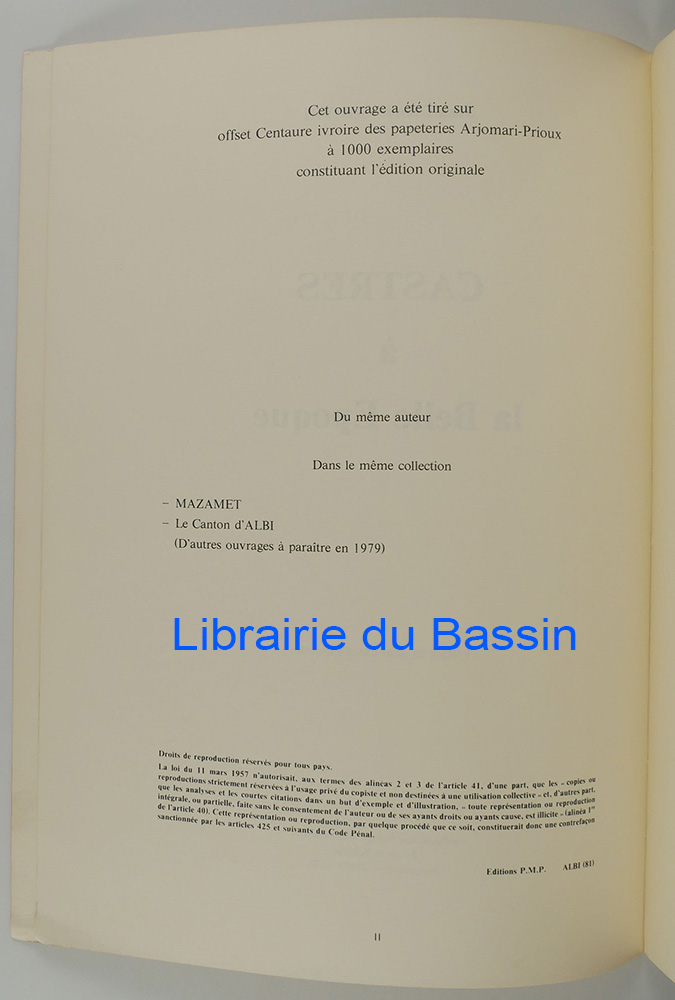 Cet ouvrage a été tiré sur
offset Centaure ivroire des papeteries Arjomari-Prioux
à 1000 exemplaires
constituant l'édition originale
CASTRES
à
la Belle Epoque
Du même auteur
Dans le même collection
– MAZAMET
– Le Canton d'ALBI
(D'autres ouvrages à paraître en 1979)
Librairie du Bassin
Droits de reproduction réservés pour tous pays.
La loi du 11 mars 1957 n'autorisait, aux termes des alineas 2 et 3 de l'article 41, d'une part, que les « copies ou
reproductions strictement réservées à l'usage privé du copiste et non destinées à une utilisation collective » et, d'autres part,
que les analyses et les courtes citations dans un but d'exemple et d'illustration, « toute représentation ou reproduction
intégrale, ou partielle, faite sans le consentement de l'auteur ou de ses ayants droits ou ayants cause, est illicite » (alinéa 1er
de l'article 40). Cette représentation ou reproduction, par quelque procédé que ce soit, constituerait donc une contrefaçon
sanctionnée par les articles 425 et suivants du Code Pénal.
Editions P.M.P. ALBI (81)
II